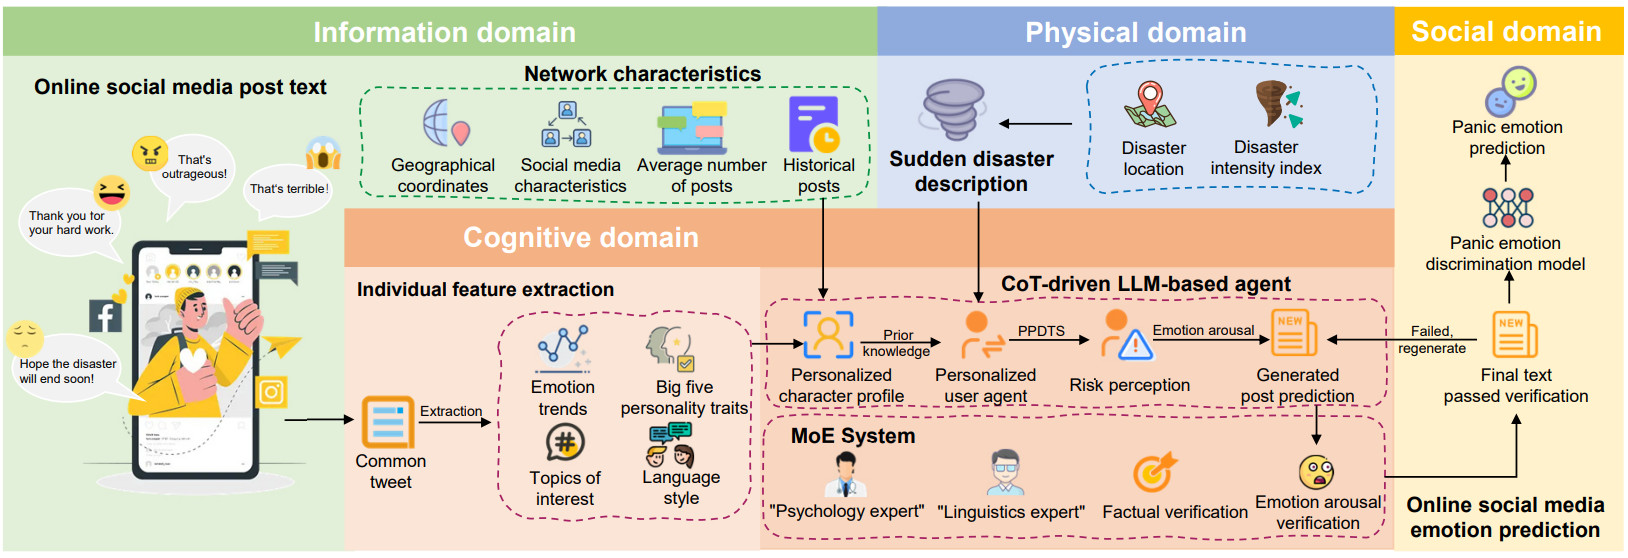 Information domain
Physical domain
Social domain
Online social media post text
That's
outrageous!
That's terrible!
Thank you for
your hard work.
Hope the disaster
will end soon!
Network characteristics
Geographical
coordinates
Social media
characteristics
Average number
of posts
Historical
posts
Sudden disaster
description
Disaster
location
Disaster
intensity index
Cognitive domain
Individual feature extraction
Common
tweet
Extraction
Emotion
trends
Big five
personality traits
Topics of
interest
Language
style
CoT-driven LLM-based agent
Personalized
character profile
Prior
knowledge
Personalized
user agent
PPDTS
Risk perception
Emotion arousal
NEW
Generated
post prediction
MoE System
"Psychology expert"
"Linguistics expert"
Factual verification
Emotion arousal
verification
Panic emotion
prediction
Panic emotion
discrimination model
Failed,
regenerate
NEW
Final text
passed verification
Online social media
emotion prediction